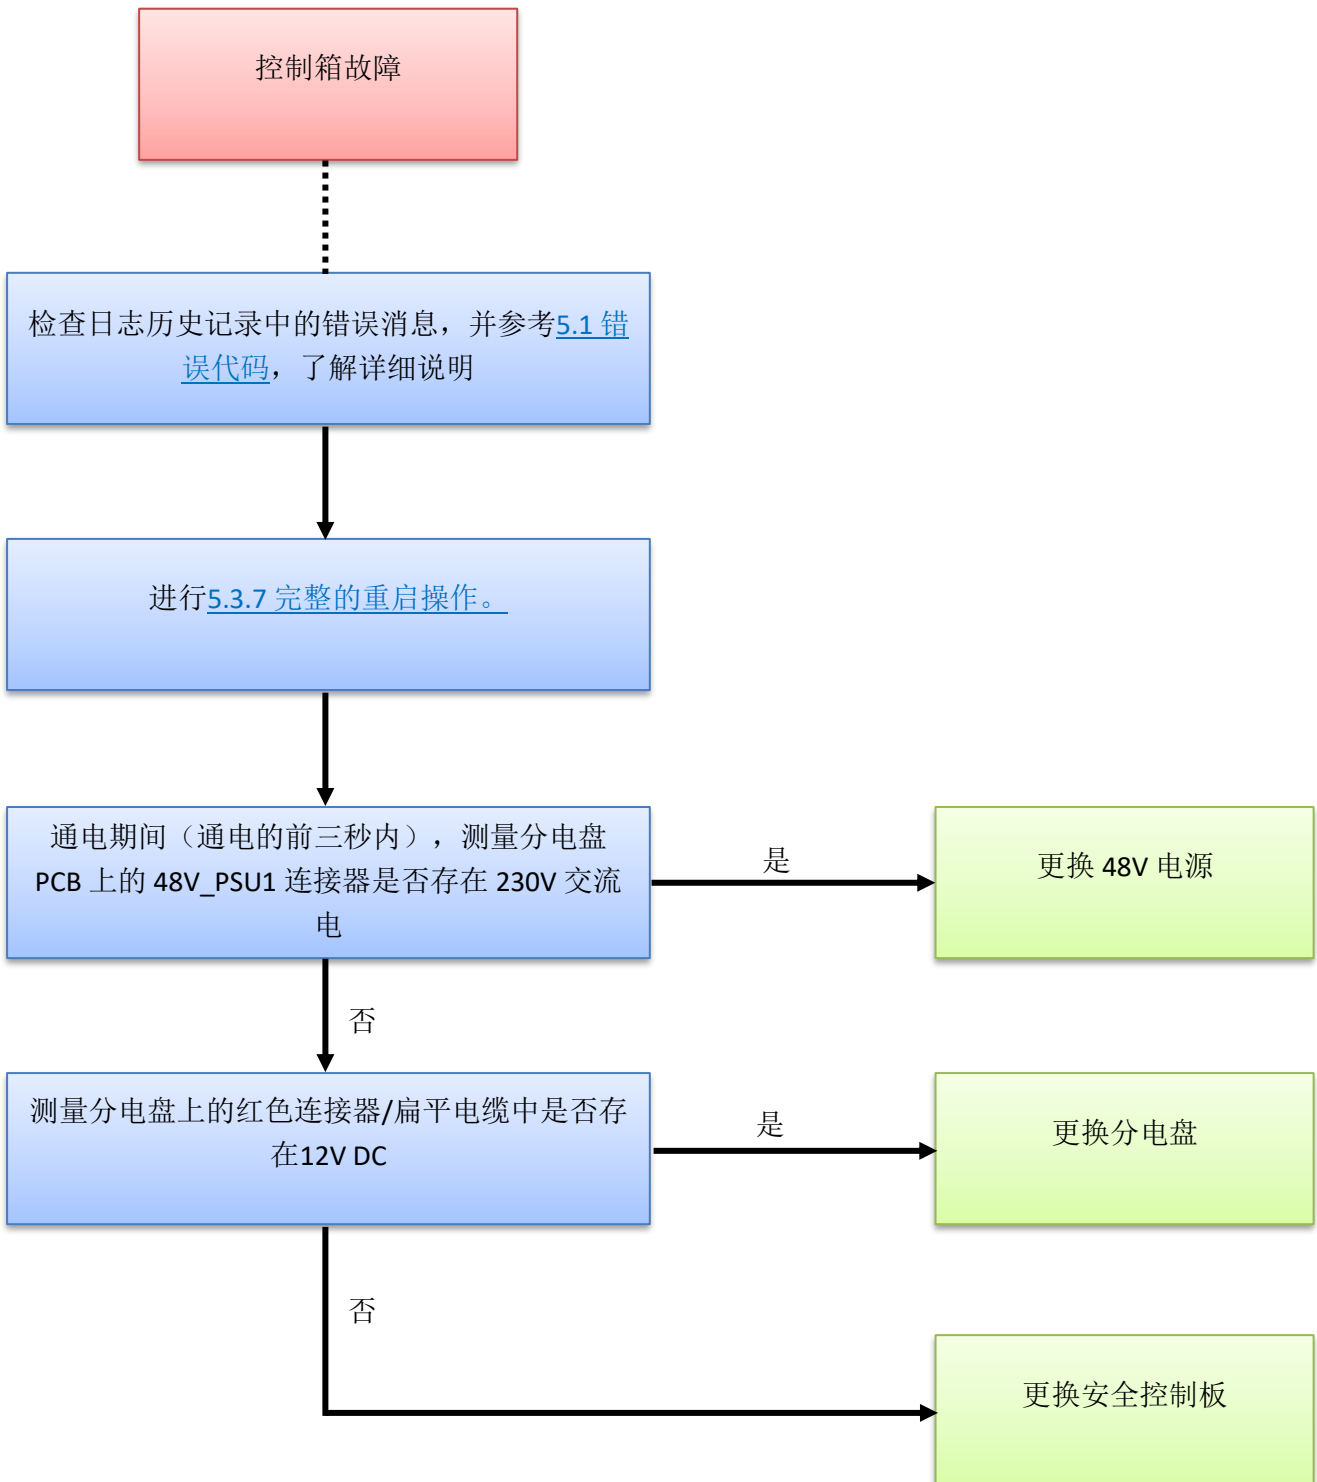 控制箱故障
检查日志历史记录中的错误消息，并参考5.1 错
误代码，了解详细说明
进行5.3.7 完整的重启操作。
通电期间（通电的前三秒内），测量分电盘
PCB 上的 48V_PSU1 连接器是否存在 230V 交流
电
是
更换 48V 电源
否
测量分电盘上的红色连接器/扁平电缆中是否存
在12V DC
是
更换分电盘
否
更换安全控制板